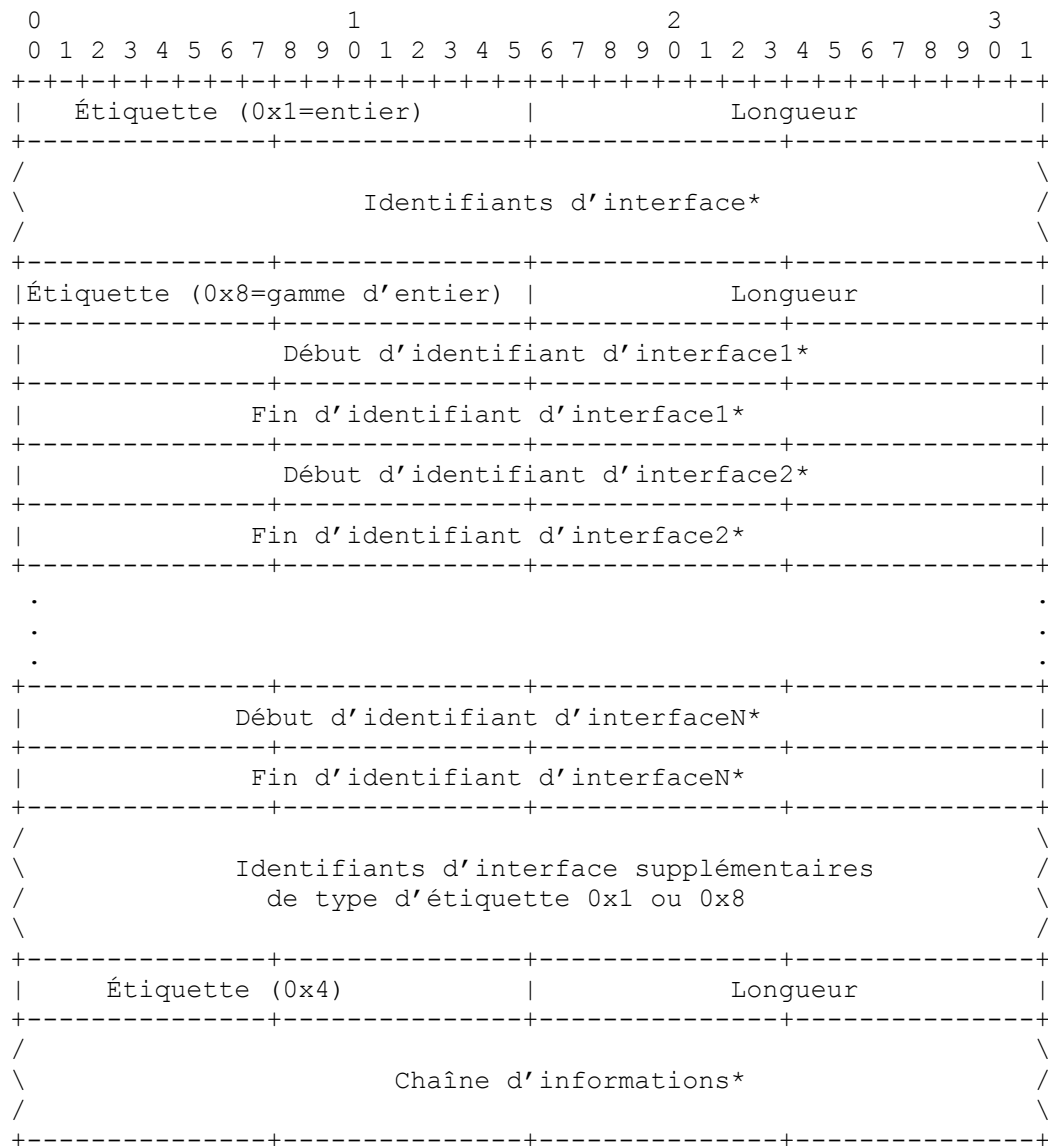 0                   1                   2                   3
 0 1 2 3 4 5 6 7 8 9 0 1 2 3 4 5 6 7 8 9 0 1 2 3 4 5 6 7 8 9 0 1
+-+-+-+-+-+-+-+-+-+-+-+-+-+-+-+-+-+-+-+-+-+-+-+-+-+-+-+-+-+-+-+-+
|   Étiquette (0x1=entier)      |            Longueur           |
+---------------+---------------+---------------+---------------+
/                                                               \
\                     Identifiants d'interface*                 /
/                                                               \
+---------------+---------------+---------------+---------------+
|Étiquette (0x8=gamme d'entier) |            Longueur           |
+---------------+---------------+---------------+---------------+
|                Début d'identifiant d'interface1*              |
+---------------+---------------+---------------+---------------+
|              Fin d'identifiant d'interface1*                  |
+---------------+---------------+---------------+---------------+
|                Début d'identifiant d'interface2*              |
+---------------+---------------+---------------+---------------+
|              Fin d'identifiant d'interface2*                  |
+---------------+---------------+---------------+---------------+
 .                                                              .
 .                                                              .
 .                                                              .
+---------------+---------------+---------------+---------------+
|             Début d'identifiant d'interfaceN*                 |
+---------------+---------------+---------------+---------------+
|              Fin d'identifiant d'interfaceN*                  |
+---------------+---------------+---------------+---------------+
/                                                               \
\             Identifiants d'interface supplémentaires          /
/               de type d'étiquette 0x1 ou 0x8                  \
\                                                               /
+---------------+---------------+---------------+---------------+
|     Étiquette (0x4)           |            Longueur           |
+---------------+---------------+---------------+---------------+
/                                                               \
\                       Chaîne d'informations*                  /
/                                                               \
+---------------+---------------+---------------+---------------+